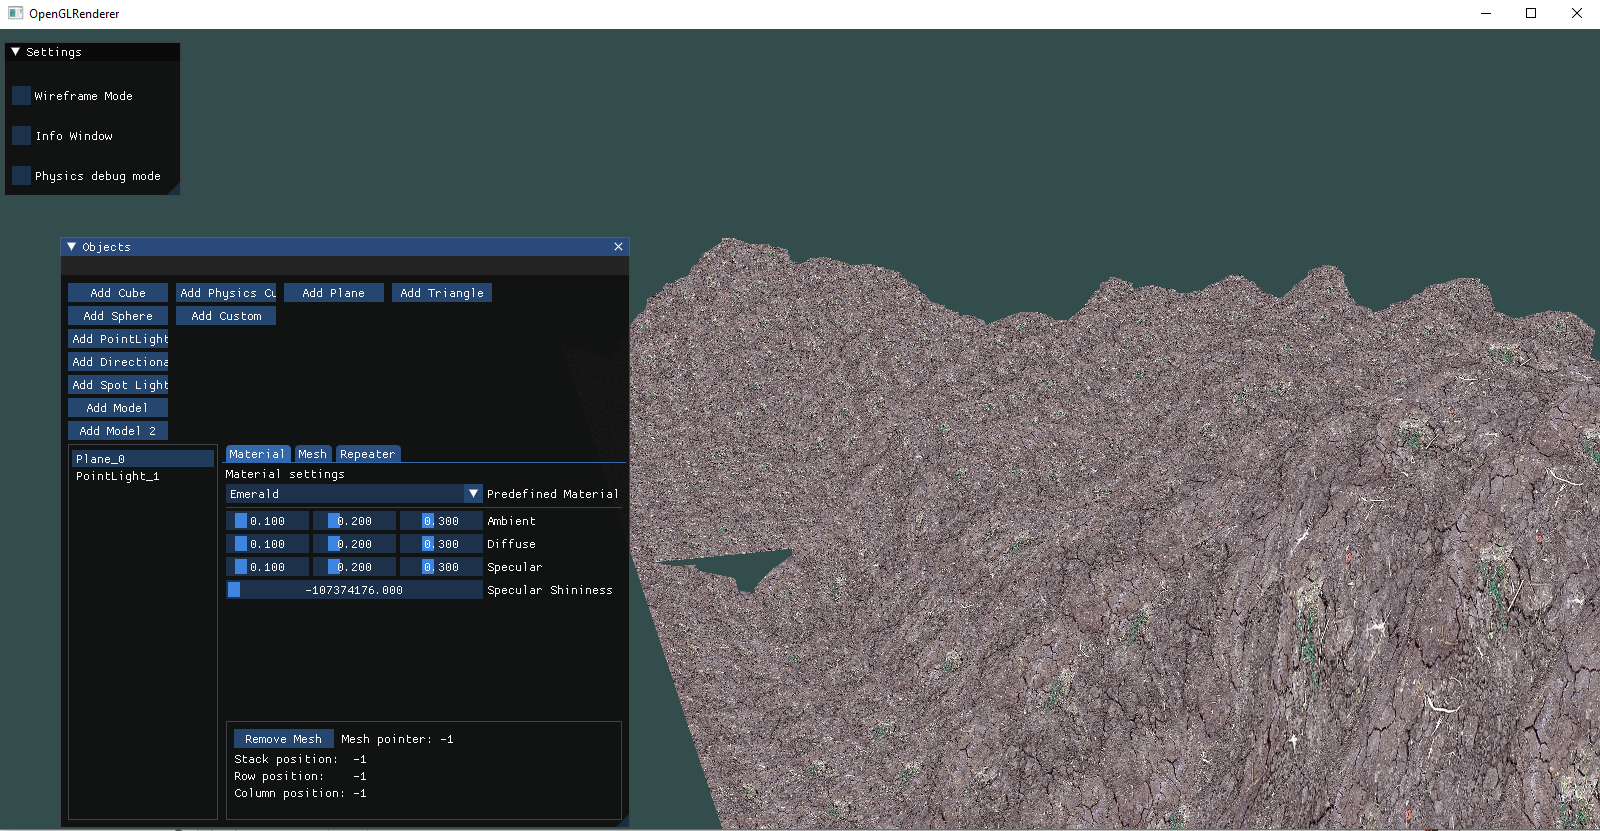 OpenGLRenderer
Settings
Wireframe Mode
Info Window
Physics debug mode
Objects
Add Cube Add Physics Cu Add Plane Add Triangle
Add Sphere Add Custom
Add PointLight
Add Directiona
Add Spot Light
Add Model
Add Model 2
Plane_0
PointLight_1
Material Mesh Repeater
Material settings
Emerald Predefined Material
0.100 0.200 0.300 Ambient
0.100 0.200 0.300 Diffuse
0.100 0.200 0.300 Specular
-107374176.000 Specular Shininess
Remove Mesh Mesh pointer: -1
Stack position: -1
Row position: -1
Column position: -1